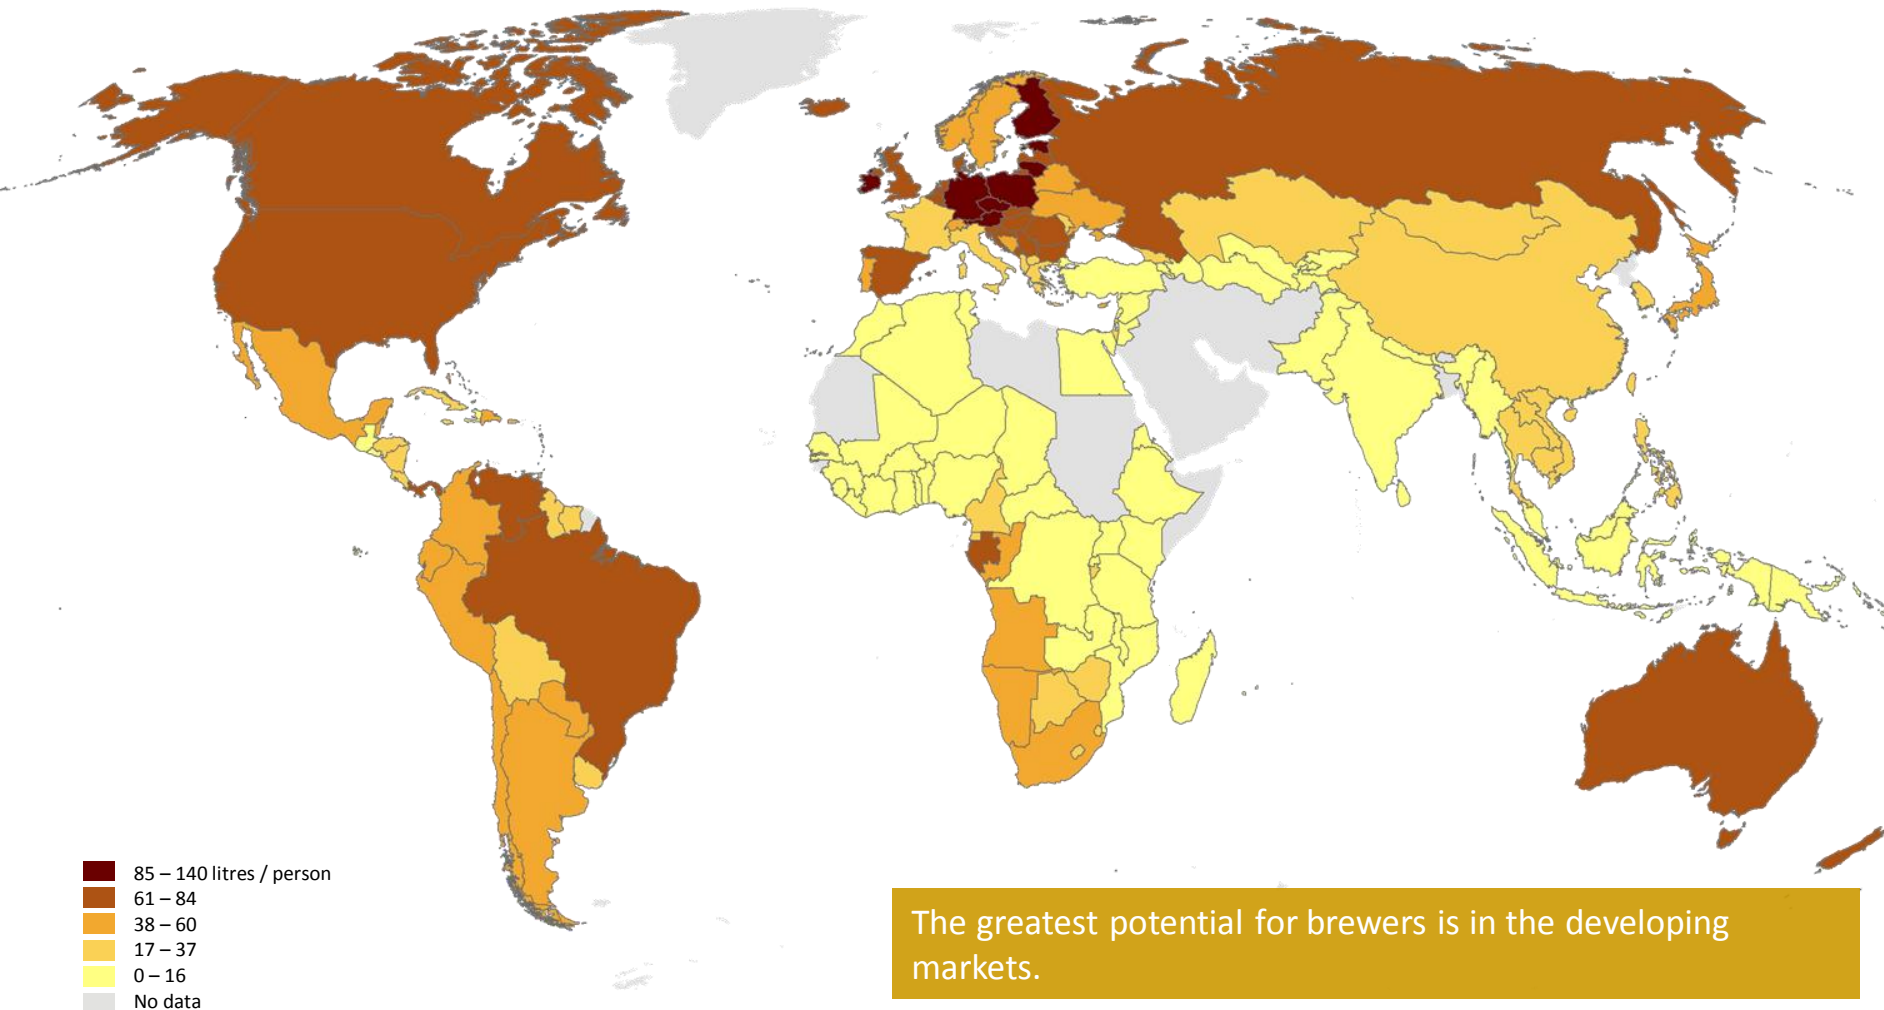 85 – 140 litres / person
61 – 84
38 – 60
17 – 37
0 – 16
No data
The greatest potential for brewers is in the developing
markets.